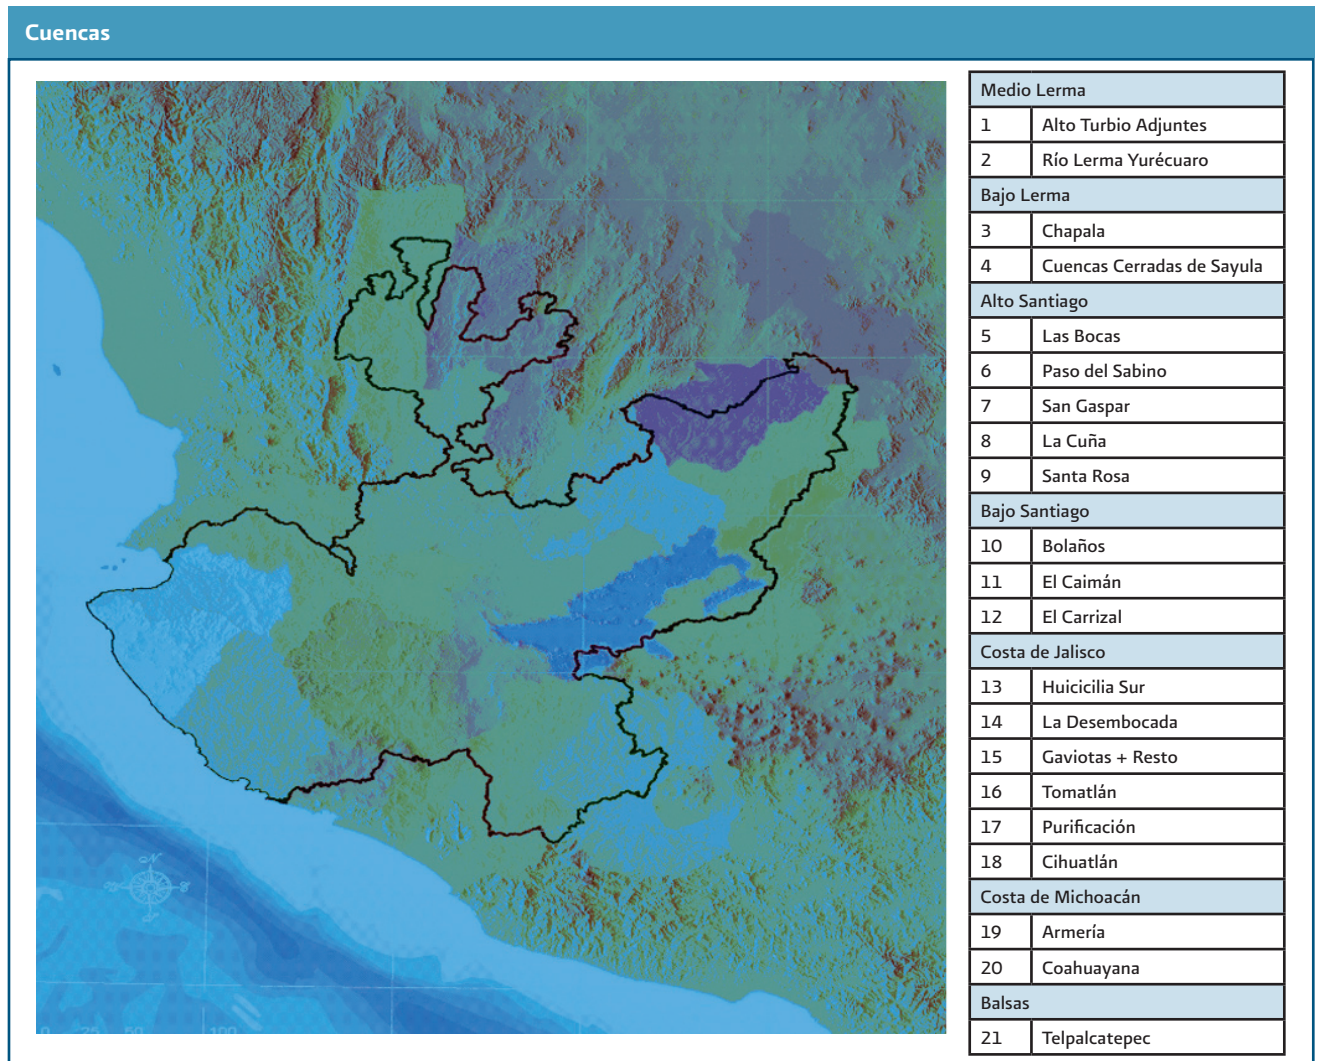 Cuencas
Medio Lerma
1 Alto Turbio Adjuntes
2 Río Lerma Yurécuaro
Bajo Lerma
3 Chapala
4 Cuencas Cerradas de Sayula
Alto Santiago
5 Las Bocas
6 Paso del Sabino
7 San Gaspar
8 La Cuña
9 Santa Rosa
Bajo Santiago
10 Bolaños
11 El Caimán
12 El Carrizal
Costa de Jalisco
13 Huicicilia Sur
14 La Desembocada
15 Gaviotas + Resto
16 Tomatlán
17 Purificación
18 Cihuatlán
Costa de Michoacán
19 Armería
20 Coahuayana
Balsas
21 Telpalcatepec
N
0 25 50 100